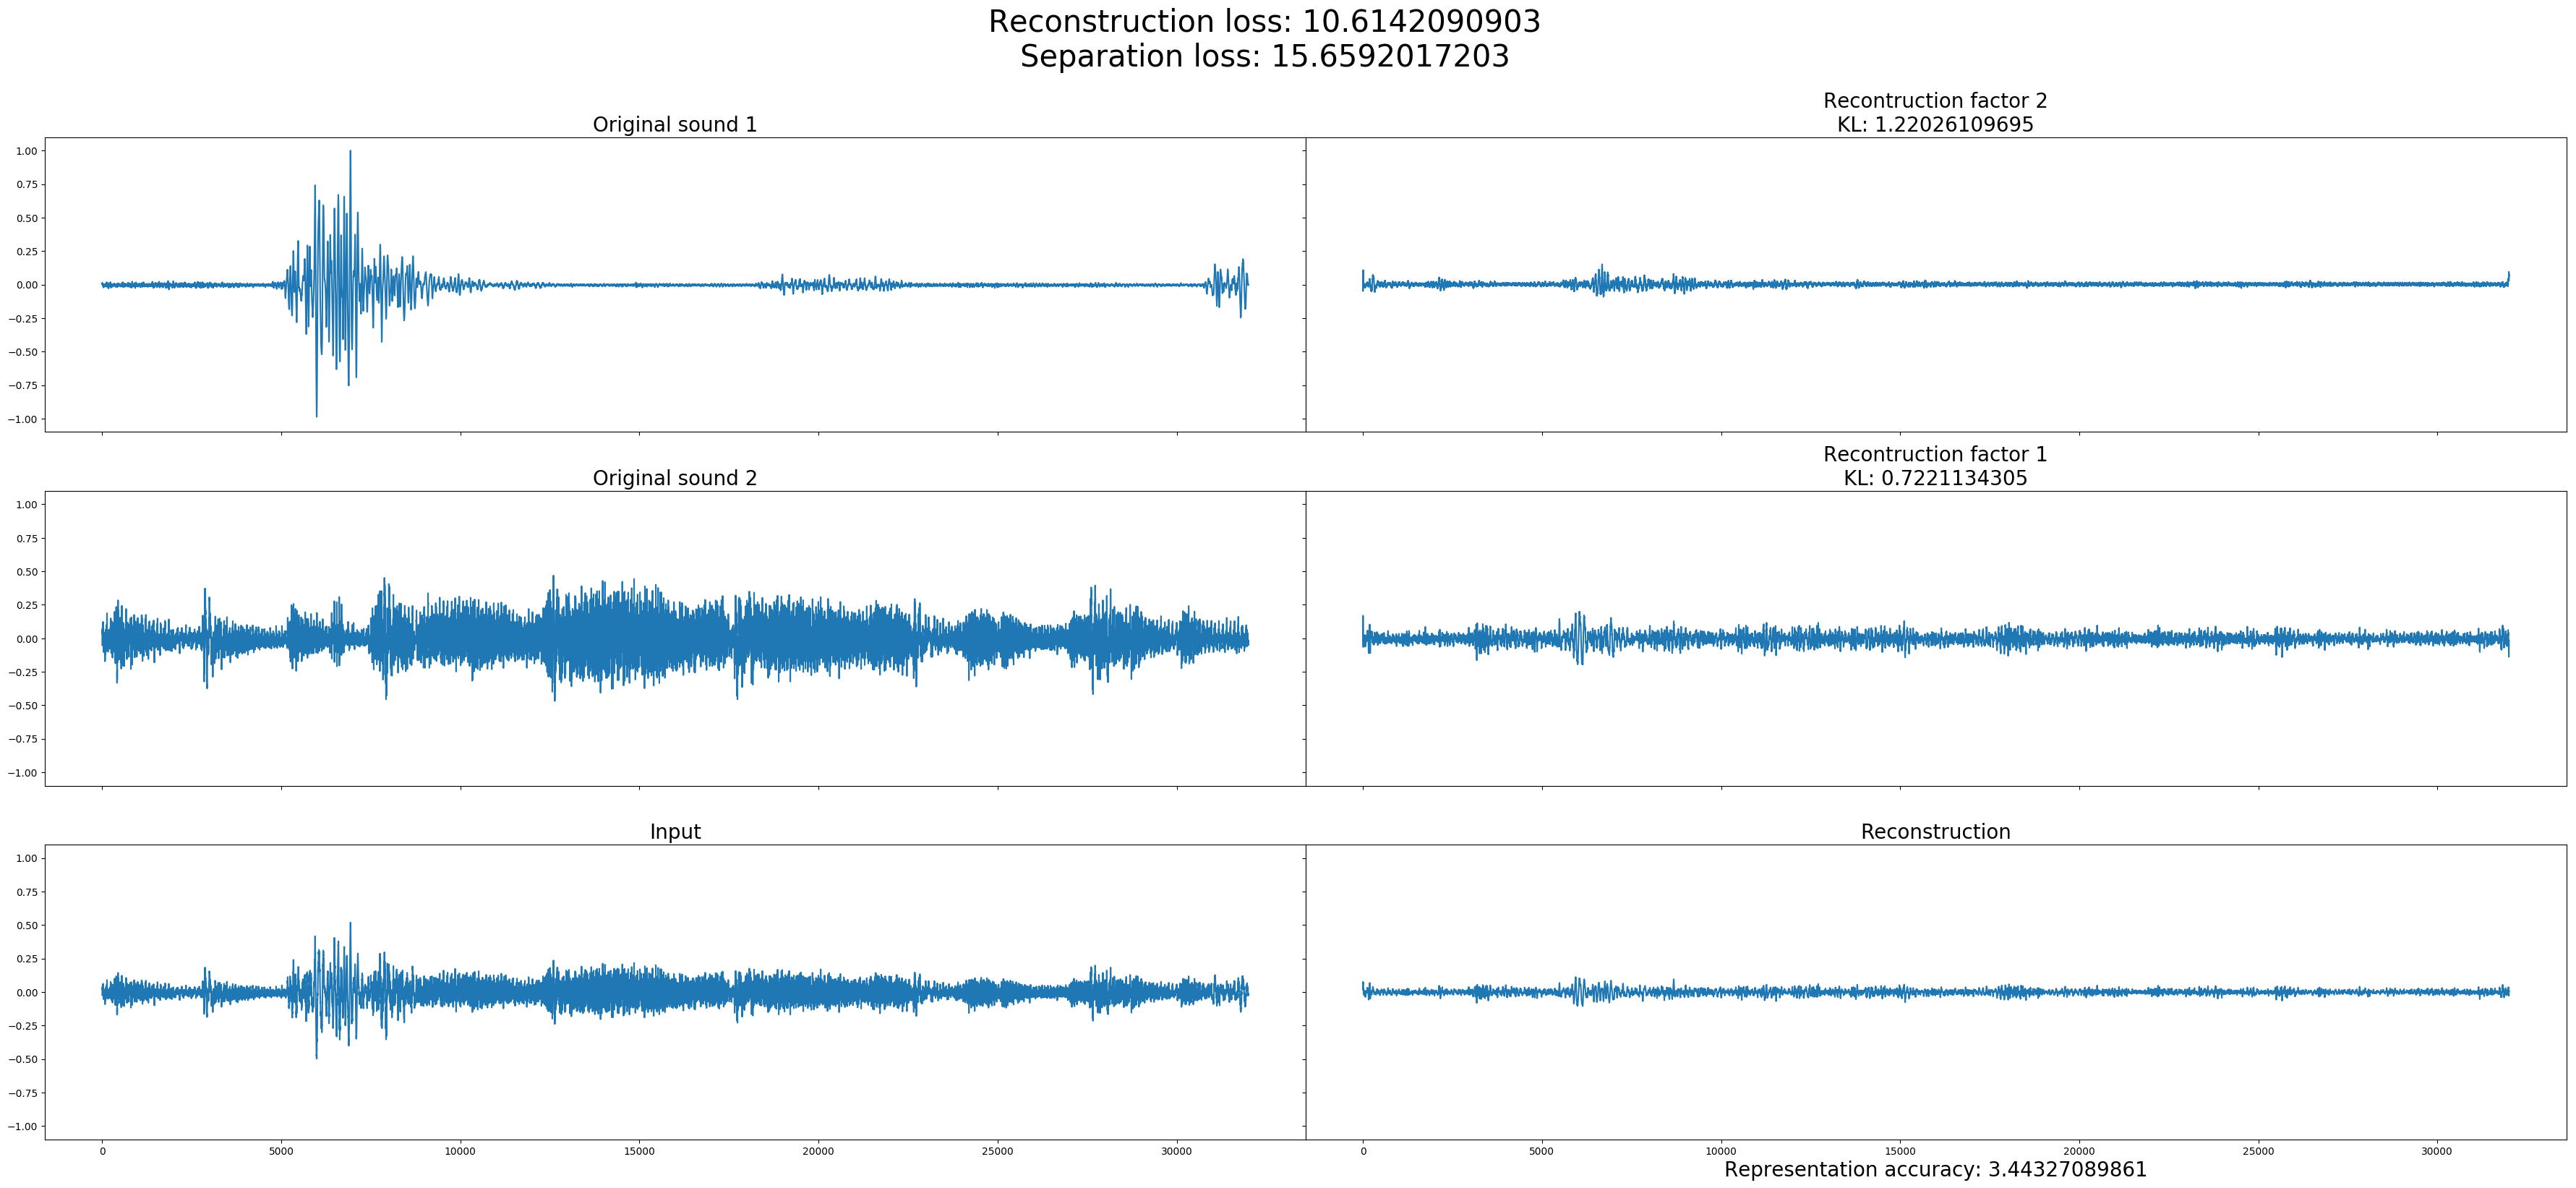 Reconstruction loss: 10.6142090903
Separation loss: 15.6592017203
Original sound 1
Recontruction factor 2
KL: 1.22026109695
1.00
0.75
0.50
0.25
0.00
−0.25
−0.50
−0.75
−1.00
Original sound 2
Recontruction factor 1
KL: 0.7221134305
1.00
0.75
0.50
0.25
0.00
−0.25
−0.50
−0.75
−1.00
Input
Reconstruction
1.00
0.75
0.50
0.25
0.00
−0.25
−0.50
−0.75
−1.00
0 5000 10000 15000 20000 25000 30000 0 5000 10000 15000 20000 25000 30000
Representation accuracy: 3.44327089861